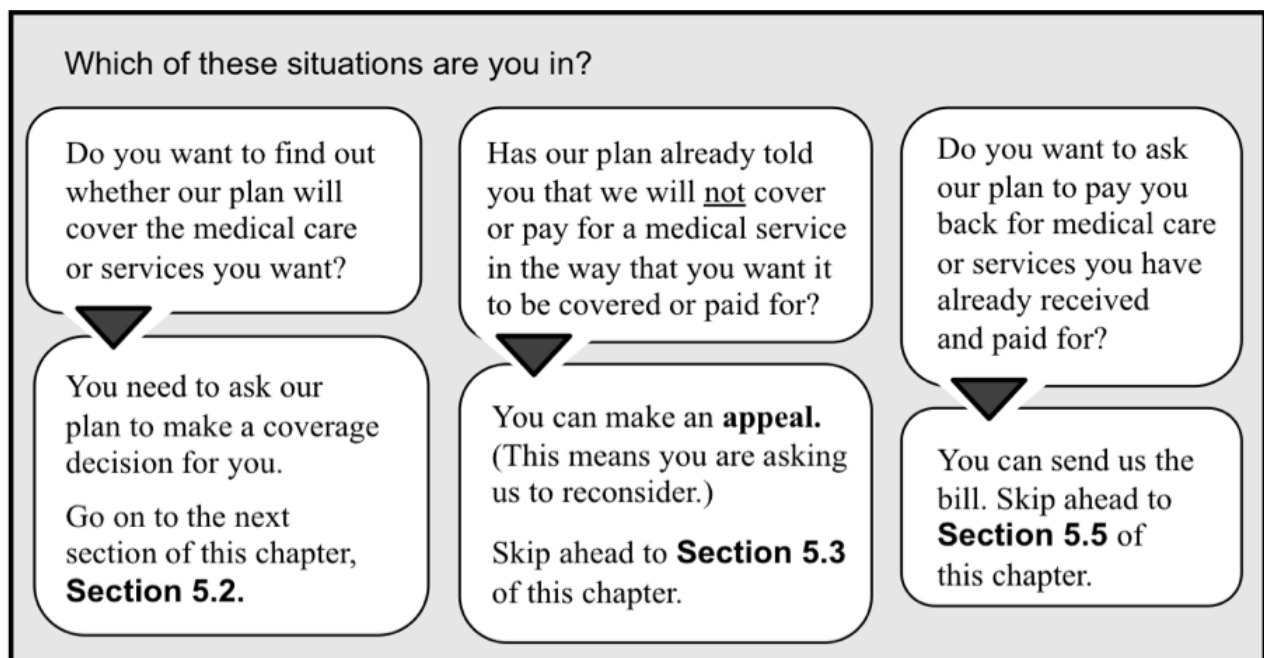 Which of these situations are you in?
Do you want to find out
whether our plan will
cover the medical care
or services you want?
You need to ask our
plan to make a coverage
decision for you.
Go on to the next
section of this chapter,
Section 5.2.
Has our plan already told
you that we will not cover
or pay for a medical service
in the way that you want it
to be covered or paid for?
You can make an appeal.
(This means you are asking
us to reconsider.)
Skip ahead to Section 5.3
of this chapter.
Do you want to ask
our plan to pay you
back for medical care
or services you have
already received
and paid for?
You can send us the
bill. Skip ahead to
Section 5.5 of
this chapter.